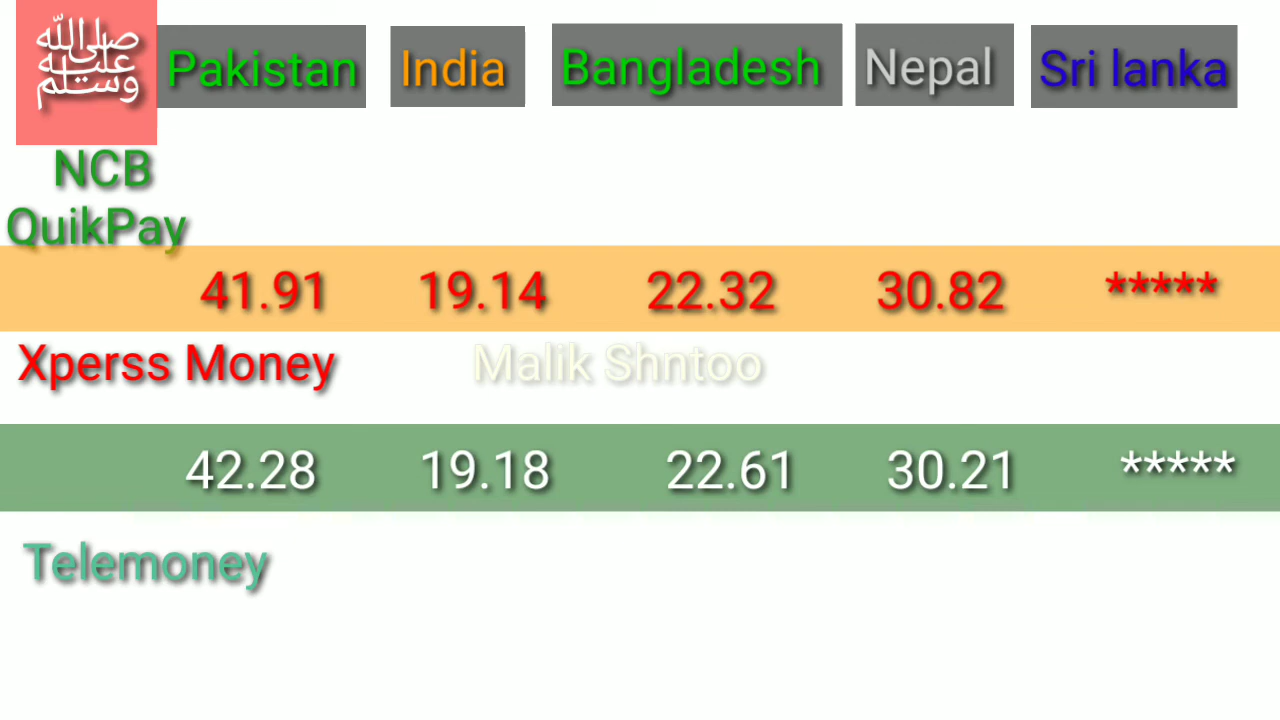 صلى الله
عليه
وسلم
Pakistan India Bangladesh Nepal Sri lanka
NCB
QuikPay
41.91 19.14 22.32 30.82 *****
Xperss Money Malik Shntoo
42.28 19.18 22.61 30.21 *****
Telemoney